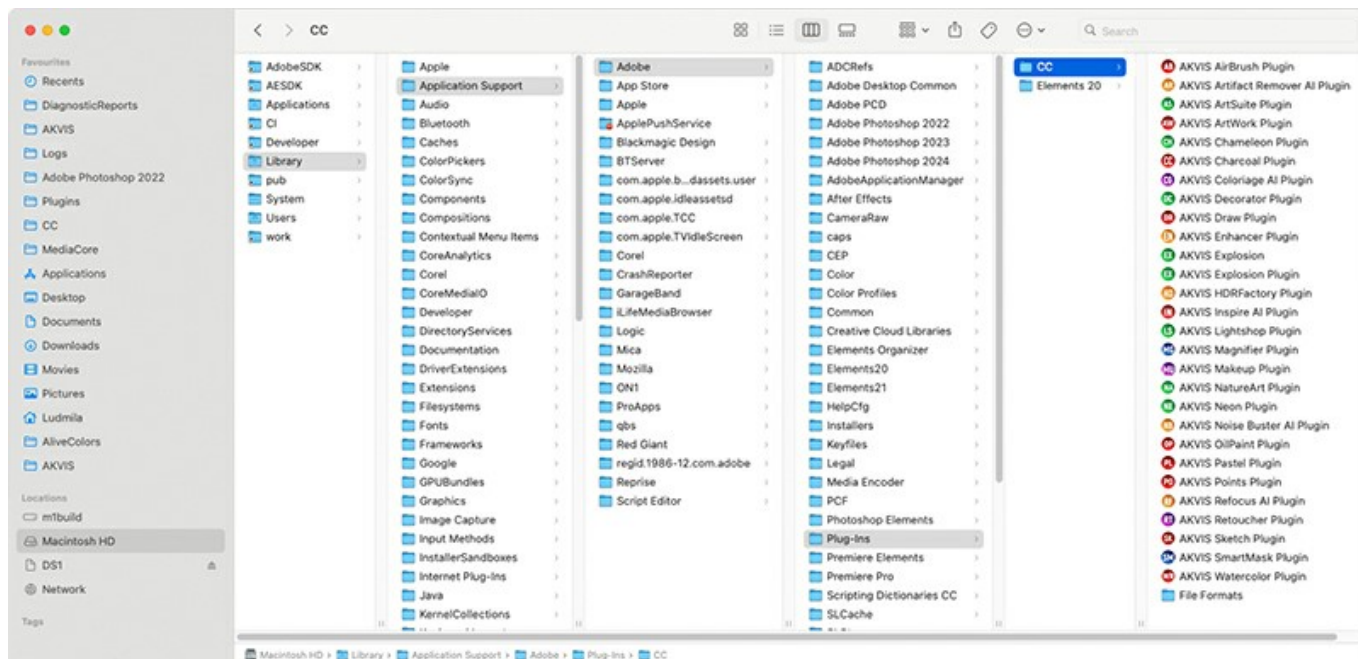 CC
Search
Favourites
Recents
DiagnosticReports
AKVIS
Logs
Adobe Photoshop 2022
Plugins
CC
MediaCore
Applications
Desktop
Documents
Downloads
Movies
Pictures
Ludmila
AliveColors
AKVIS
Locations
m1build
Macintosh HD
DS1
Network
Tags
AdobeSDK
AESDK
Applications
CI
Developer
Library
pub
System
Users
work
Apple
Application Support
Audio
Bluetooth
Caches
ColorPickers
ColorSync
Components
Compositions
Contextual Menu Items
CoreAnalytics
Corel
CoreMediaIO
Developer
DirectoryServices
Documentation
DriverExtensions
Extensions
Filesystems
Fonts
Frameworks
Google
GPUBundles
Graphics
Image Capture
Input Methods
InstallerSandboxes
Internet Plug-Ins
Java
KernelCollections
Adobe
App Store
Apple
ApplePushService
Blackmagic Design
BTServer
com.apple.b...dassets.user
com.apple.idleassetsd
com.apple.TCC
com.apple.TVIdleScreen
Corel
CrashReporter
GarageBand
iLifeMediaBrowser
Logic
Mica
Mozilla
ON1
ProApps
qbs
Red Giant
regid.1986-12.com.adobe
Reprise
Script Editor
ADCRefs
Adobe Desktop Common
Adobe PCD
Adobe Photoshop 2022
Adobe Photoshop 2023
Adobe Photoshop 2024
AdobeApplicationManager
After Effects
CameraRaw
caps
CEP
Color
Color Profiles
Common
Creative Cloud Libraries
Elements Organizer
Elements20
Elements21
HelpCfg
Installers
Keyfiles
Legal
Media Encoder
PCF
Photoshop Elements
Plug-Ins
Premiere Elements
Premiere Pro
Scripting Dictionaries CC
SLCache
CC
Elements 20
AKVIS AirBrush Plugin
AKVIS Artifact Remover AI Plugin
AKVIS ArtSuite Plugin
AKVIS ArtWork Plugin
AKVIS Chameleon Plugin
AKVIS Charcoal Plugin
AKVIS Coloriage AI Plugin
AKVIS Decorator Plugin
AKVIS Draw Plugin
AKVIS Enhancer Plugin
AKVIS Explosion
AKVIS Explosion Plugin
AKVIS HDRFactory Plugin
AKVIS Inspire AI Plugin
AKVIS Lightshop Plugin
AKVIS Magnifier Plugin
AKVIS Makeup Plugin
AKVIS NatureArt Plugin
AKVIS Neon Plugin
AKVIS Noise Buster AI Plugin
AKVIS OilPaint Plugin
AKVIS Pastel Plugin
AKVIS Points Plugin
AKVIS Refocus AI Plugin
AKVIS Retoucher Plugin
AKVIS Sketch Plugin
AKVIS SmartMask Plugin
AKVIS Watercolor Plugin
File Formats
Macintosh HD › Library › Application Support › Adobe › Plug-Ins › CC